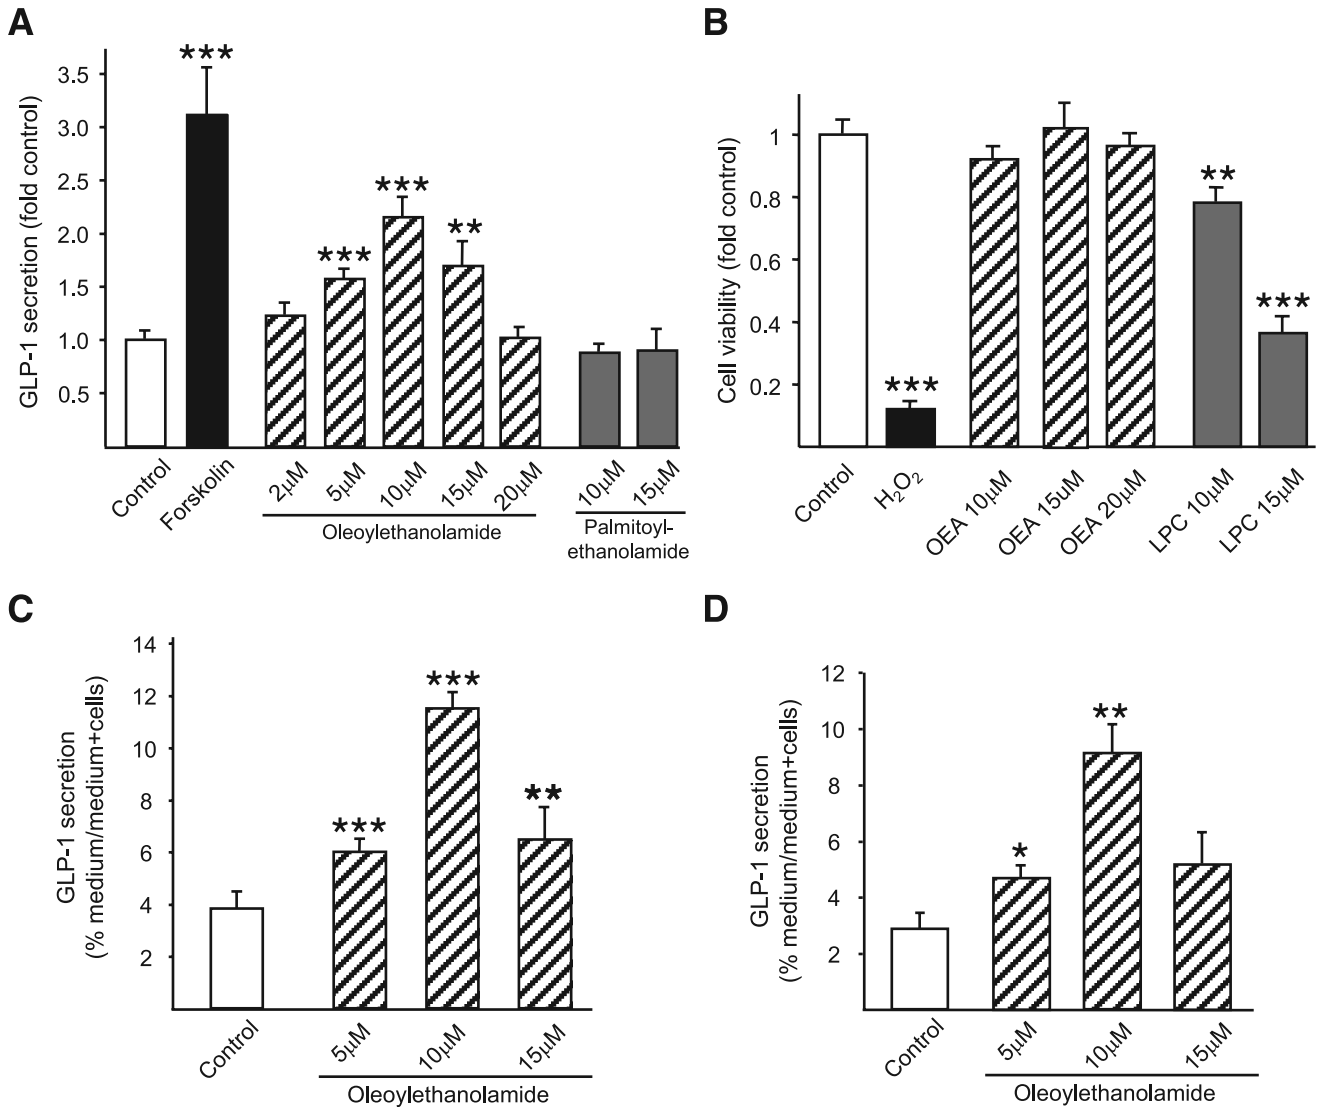 A
GLP-1 secretion (fold control)
3.5
3.0
2.5
2.0
1.5
1.0
0.5
***
***
***
**
Control
Forskolin
2μM
5μM
10μM
15μM
20μM
10μM
15μM
Oleoylethanolamide
Palmitoyl-
ethanolamide
B
Cell viability (fold control)
1
0.8
0.6
0.4
0.2
***
**
***
Control
H₂O₂
OEA 10μM
OEA 15uM
OEA 20μM
LPC 10μM
LPC 15μM
C
GLP-1 secretion
(% medium/medium+cells)
14
12
10
8
6
4
2
***
***
**
Control
5μM
10μM
15μM
Oleoylethanolamide
D
GLP-1 secretion
(% medium/medium+cells)
12
10
8
6
4
2
*
**
Control
5μM
10μM
15μM
Oleoylethanolamide